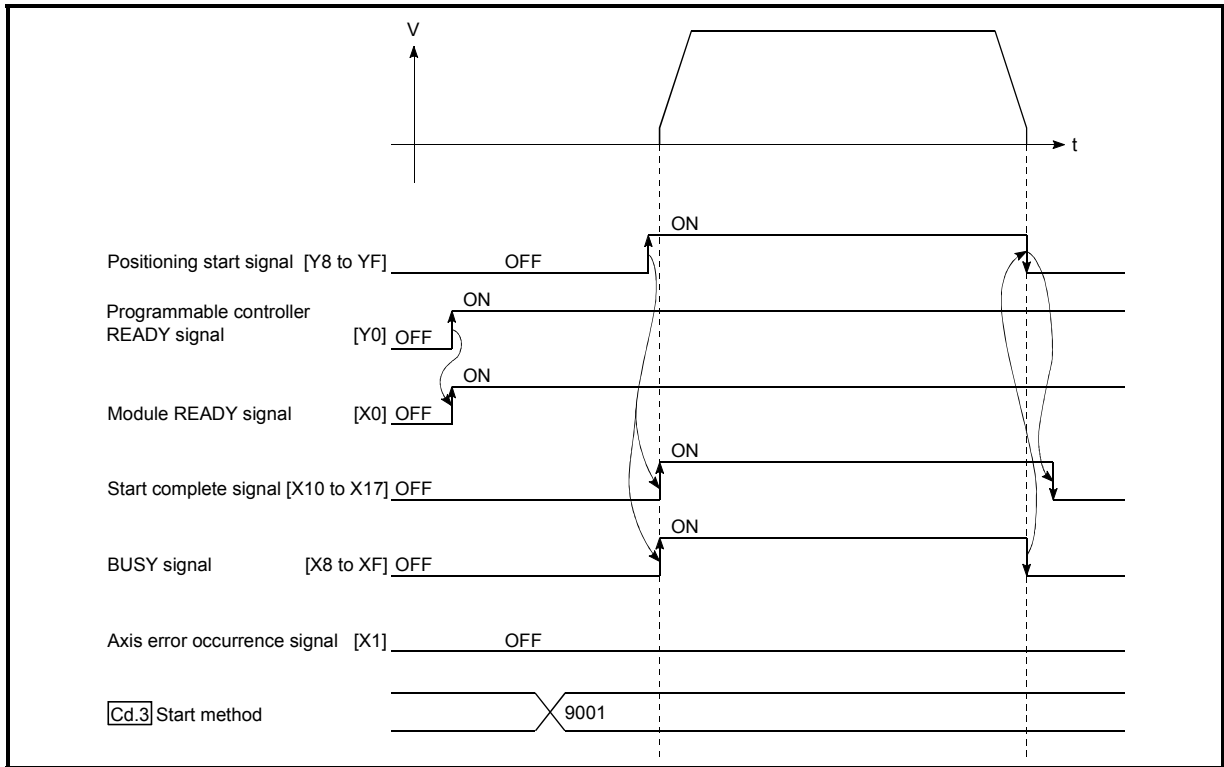 V
t
ON
Positioning start signal [Y8 to YF] OFF
ON
Programmable controller
READY signal [Y0] OFF
ON
Module READY signal [X0] OFF
ON
Start complete signal [X10 to X17] OFF
ON
BUSY signal [X8 to XF] OFF
Axis error occurrence signal [X1] OFF
Cd.3 Start method 9001